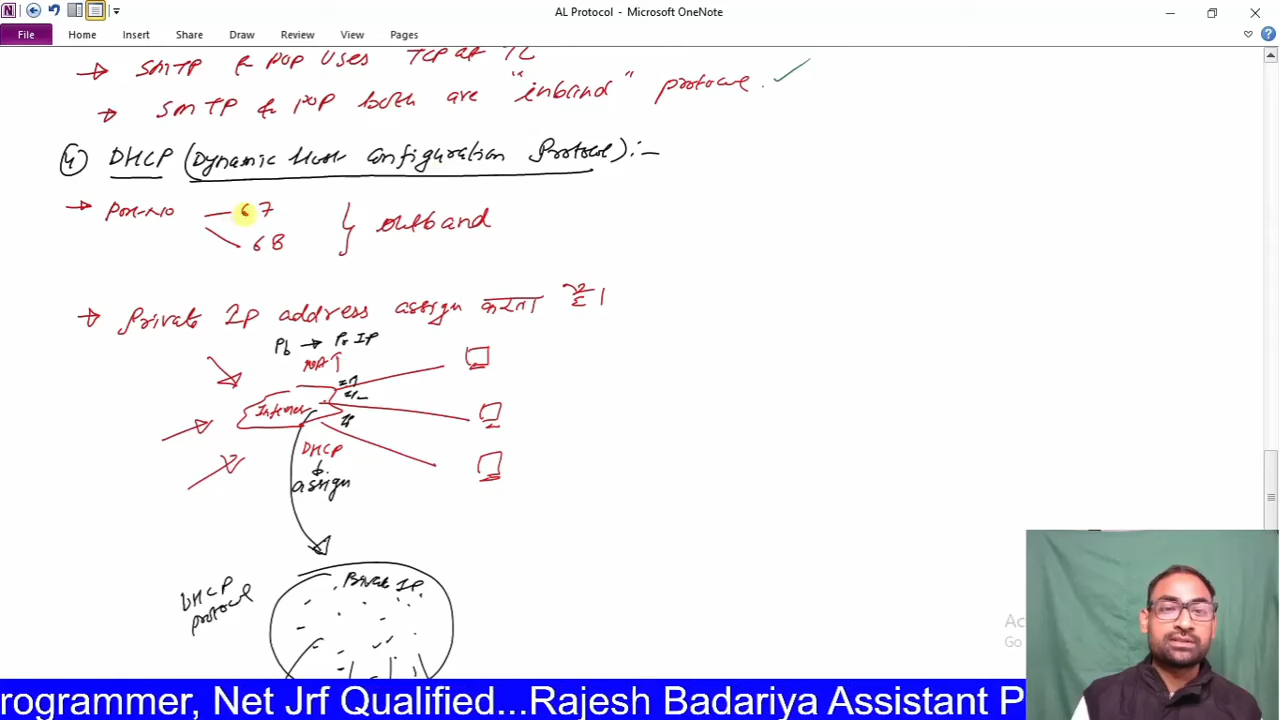 AL Protocol - Microsoft OneNote
File Home Insert Share Draw Review View Pages
→ SMTP & POP Uses TCP at TL
→ SMTP & POP both are "inband" protocol.
4) DHCP (Dynamic Host Configuration Protocol):-
→ Port-No — 67
68
} outband
→ Private IP address assign करता है।
Pb → Pr IP
NAT
Internet
DHCP
assign
Private IP
DHCP
protocol
Ac
Go
rogrammer, Net Jrf Qualified...Rajesh Badariya Assistant P